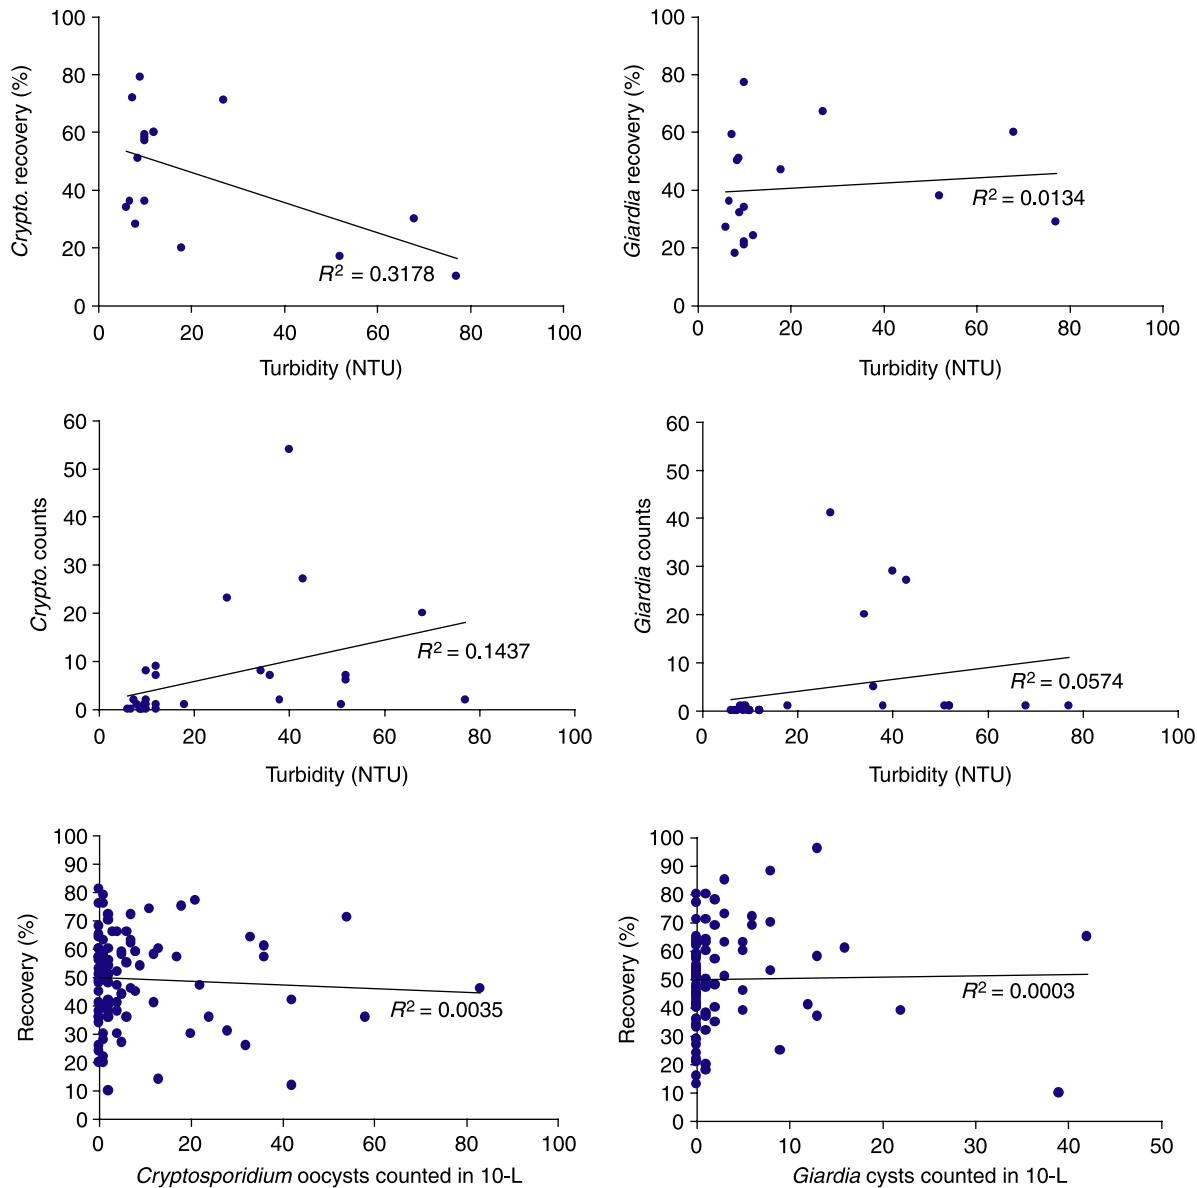 100
80
60
40
20
0
Crypto. recovery (%)
R² = 0.3178
0 20 40 60 80 100
Turbidity (NTU)
100
80
60
40
20
0
Giardia recovery (%)
R² = 0.0134
0 20 40 60 80 100
Turbidity (NTU)
60
50
40
30
20
10
0
Crypto. counts
R² = 0.1437
0 20 40 60 80 100
Turbidity (NTU)
60
50
40
30
20
10
0
Giardia counts
R² = 0.0574
0 20 40 60 80 100
Turbidity (NTU)
100
90
80
70
60
50
40
30
20
10
0
Recovery (%)
R² = 0.0035
0 20 40 60 80 100
Cryptosporidium oocysts counted in 10-L
100
90
80
70
60
50
40
30
20
10
0
Recovery (%)
R² = 0.0003
0 10 20 30 40 50
Giardia cysts counted in 10-L